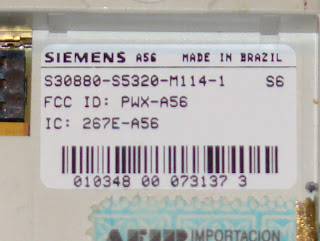 SIEMENS A56 MADE IN BRAZIL
S30880-S5320-M114-1 S6
FCC ID: PWX-A56
IC: 267E-A56
010348 00 073137 3
IMPORTACION